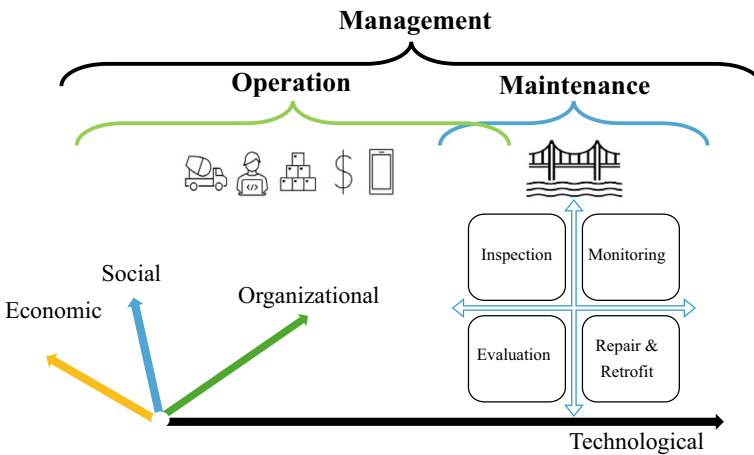 Management
Operation
Maintenance
$
</>
Inspection
Monitoring
Social
Organizational
Economic
Evaluation
Repair &
Retrofit
Technological